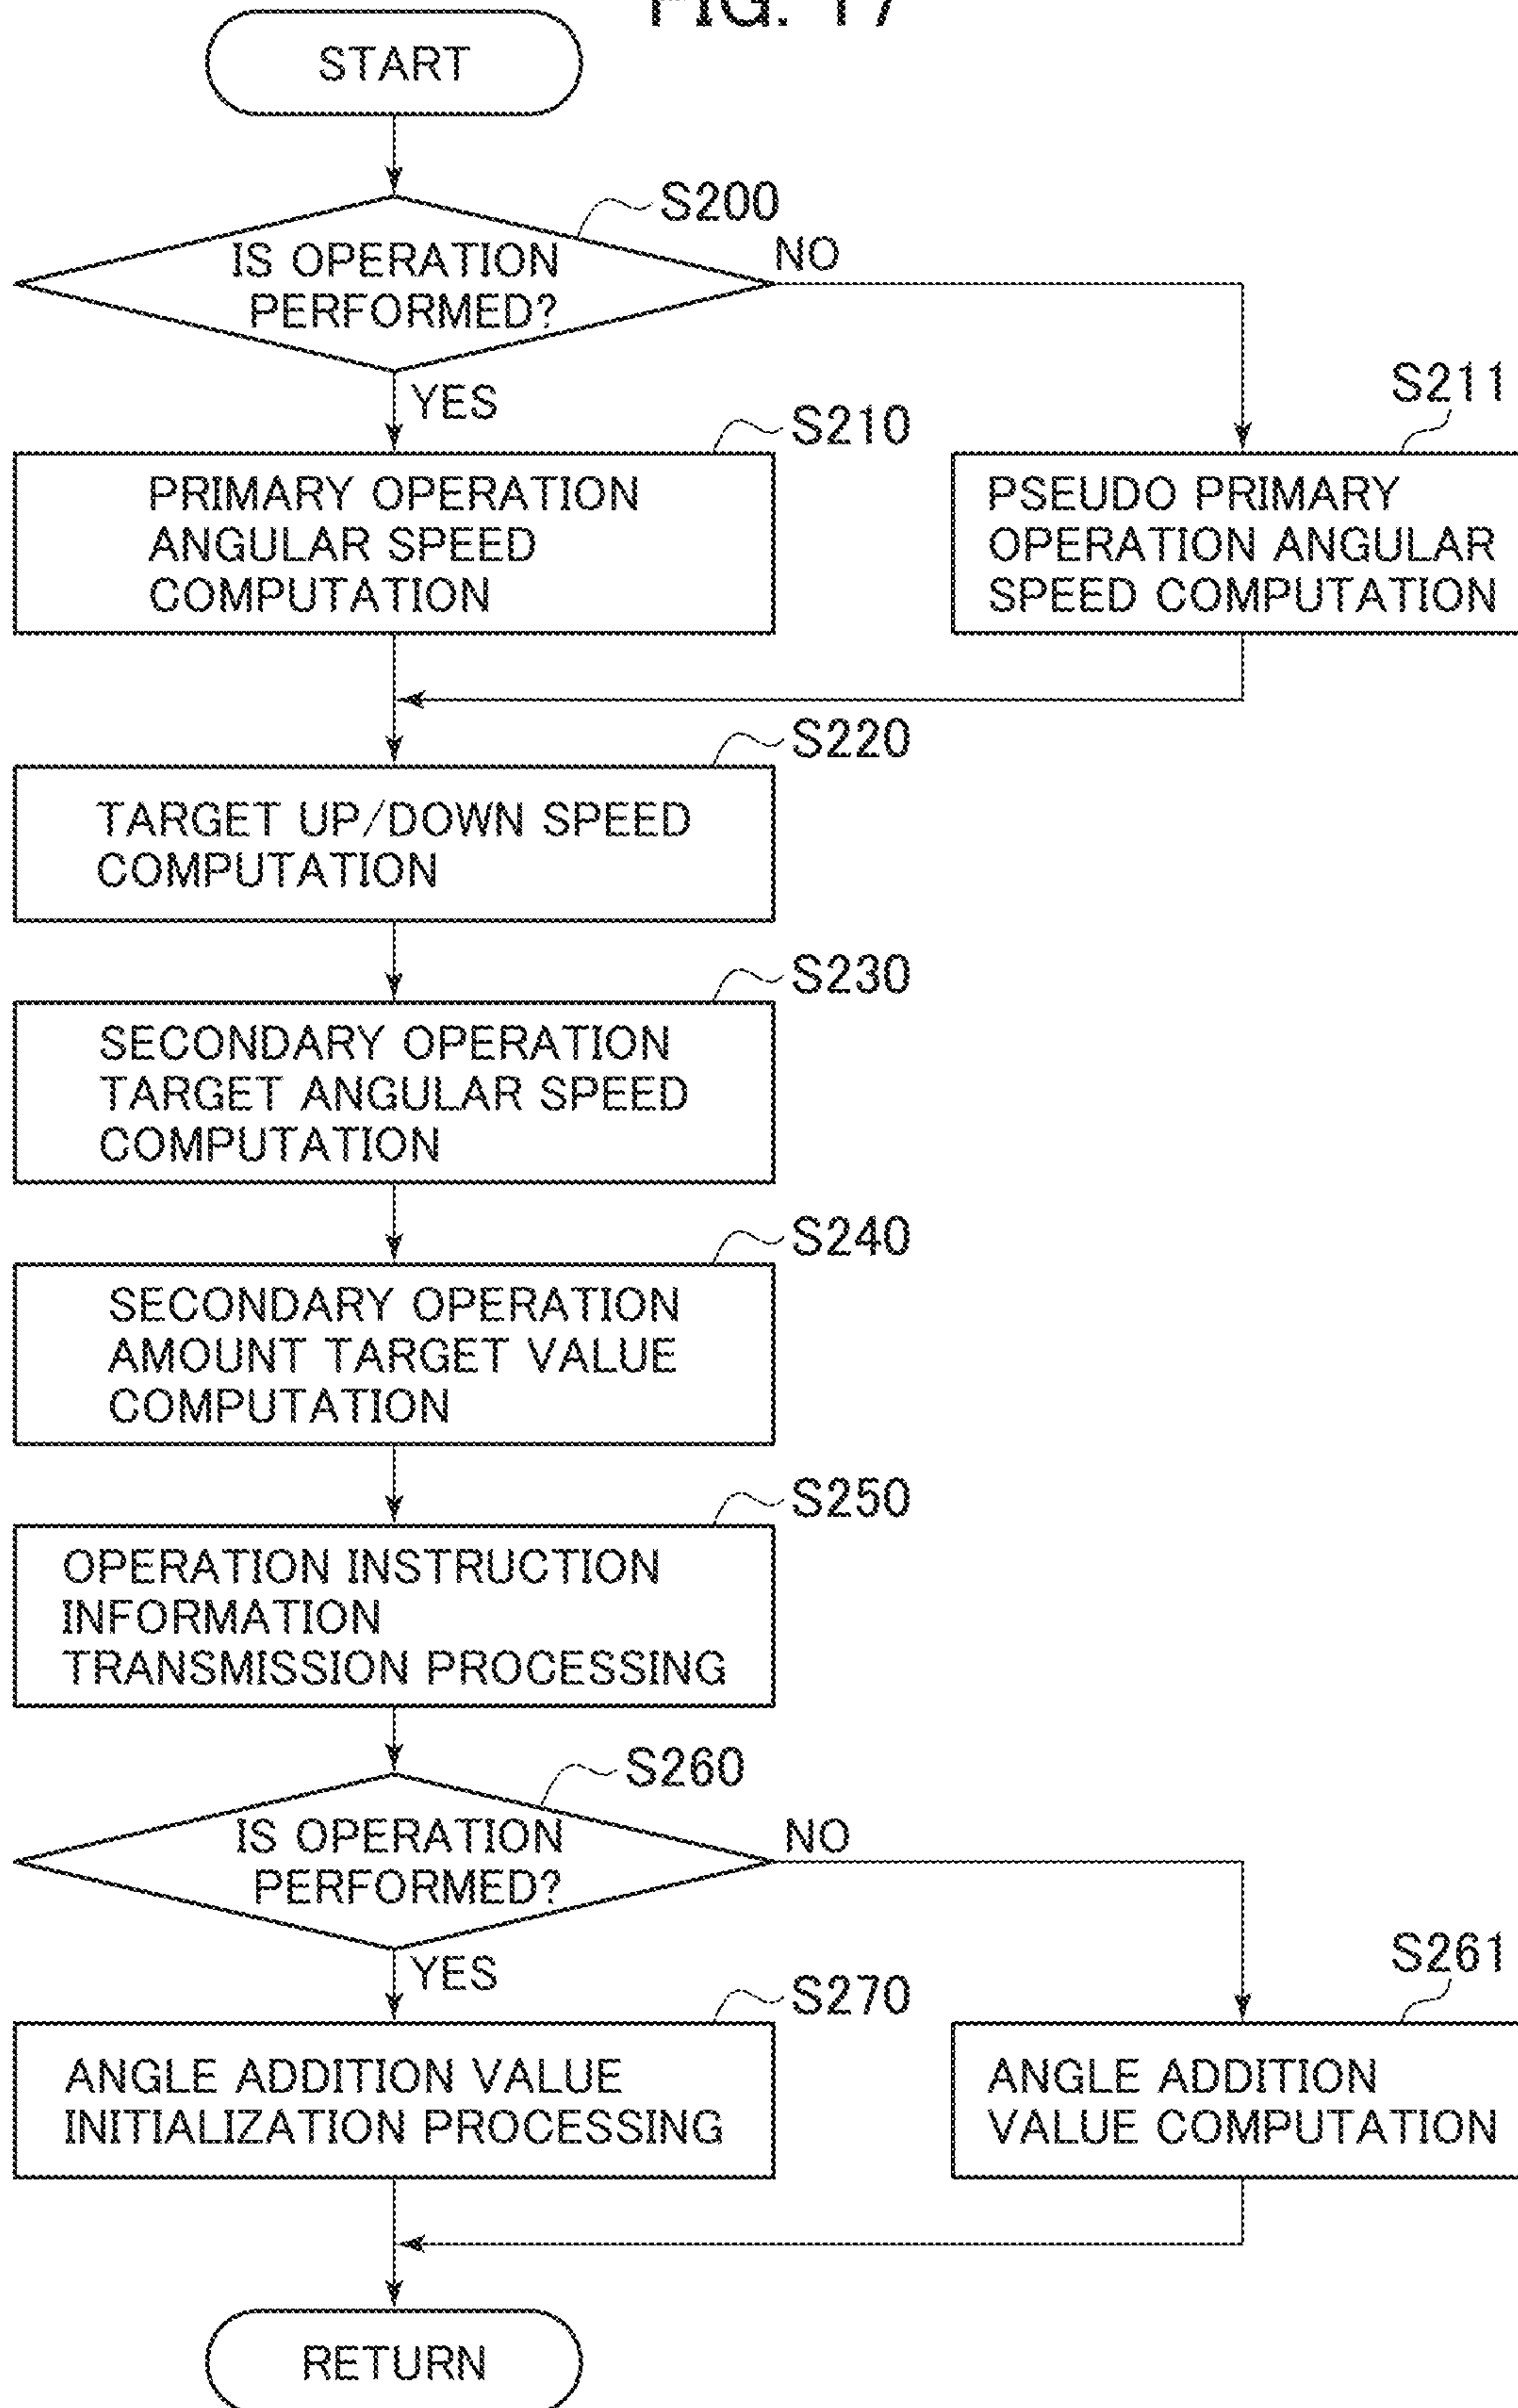 FIG. 17
START
S200
IS OPERATION
PERFORMED?
NO
YES
S210
PRIMARY OPERATION
ANGULAR SPEED
COMPUTATION
S211
PSEUDO PRIMARY
OPERATION ANGULAR
SPEED COMPUTATION
S220
TARGET UP/DOWN SPEED
COMPUTATION
S230
SECONDARY OPERATION
TARGET ANGULAR SPEED
COMPUTATION
S240
SECONDARY OPERATION
AMOUNT TARGET VALUE
COMPUTATION
S250
OPERATION INSTRUCTION
INFORMATION
TRANSMISSION PROCESSING
S260
IS OPERATION
PERFORMED?
NO
YES
S270
ANGLE ADDITION VALUE
INITIALIZATION PROCESSING
S261
ANGLE ADDITION
VALUE COMPUTATION
RETURN